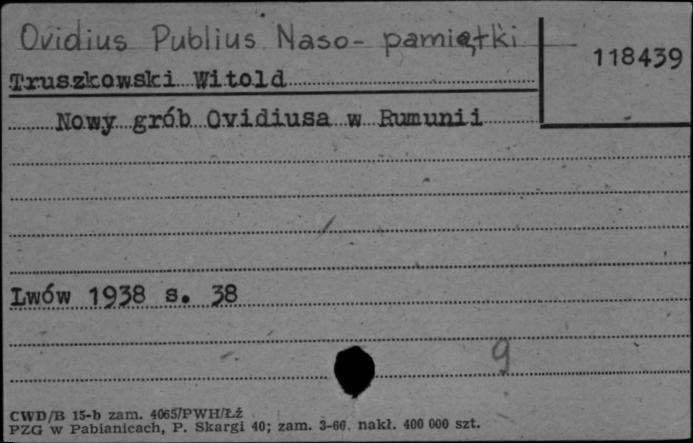 Ovidius Publius Naso - pamiątki
118439
Truszkowski Witold
Nowy grób Ovidiusa w Rumunii
Lwów 1938 s. 38
9
CWD/B 15-b zam. 4065/PWH/Łź
PZG w Pabianicach, P. Skargi 40; zam. 3-66. nakł. 400 000 szt.